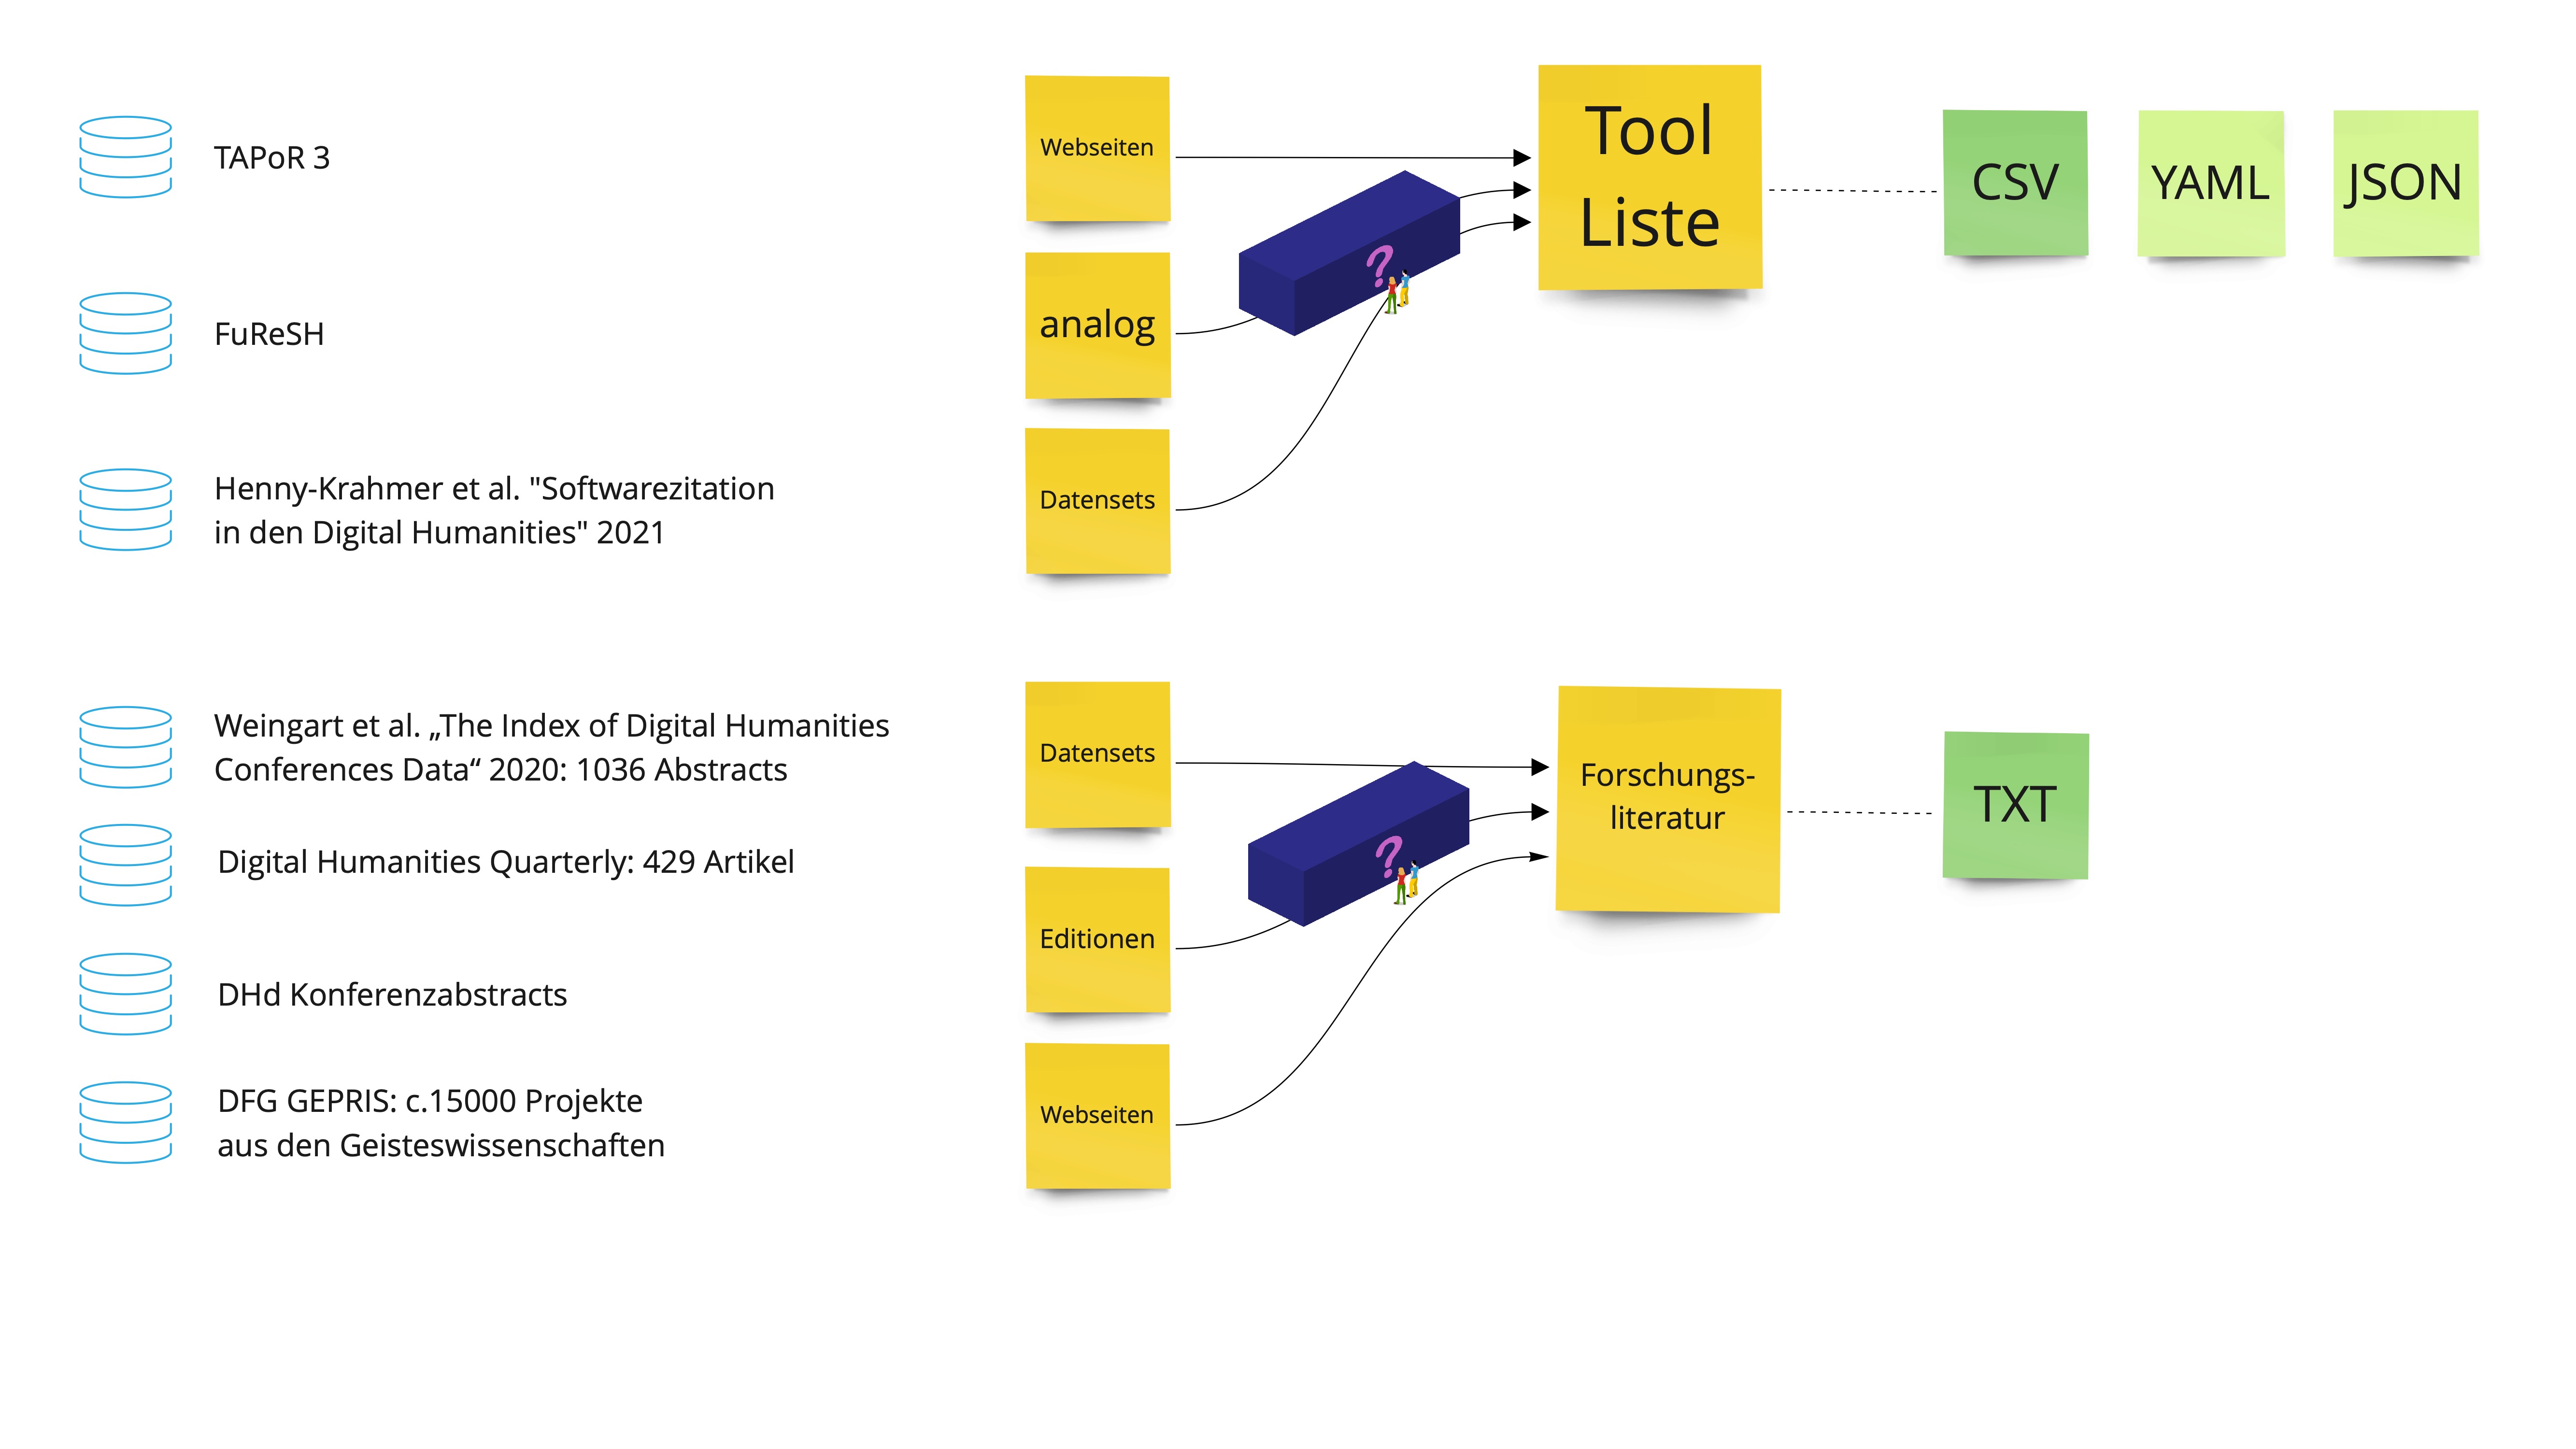 TAPoR 3
FuReSH
Henny-Krahmer et al. "Softwarezitation
in den Digital Humanities" 2021
Webseiten
analog
Datensets
?
Tool
Liste
CSV
YAML
JSON
Weingart et al. „The Index of Digital Humanities
Conferences Data“ 2020: 1036 Abstracts
Digital Humanities Quarterly: 429 Artikel
DHd Konferenzabstracts
DFG GEPRIS: c.15000 Projekte
aus den Geisteswissenschaften
Datensets
Editionen
Webseiten
?
Forschungs-
literatur
TXT